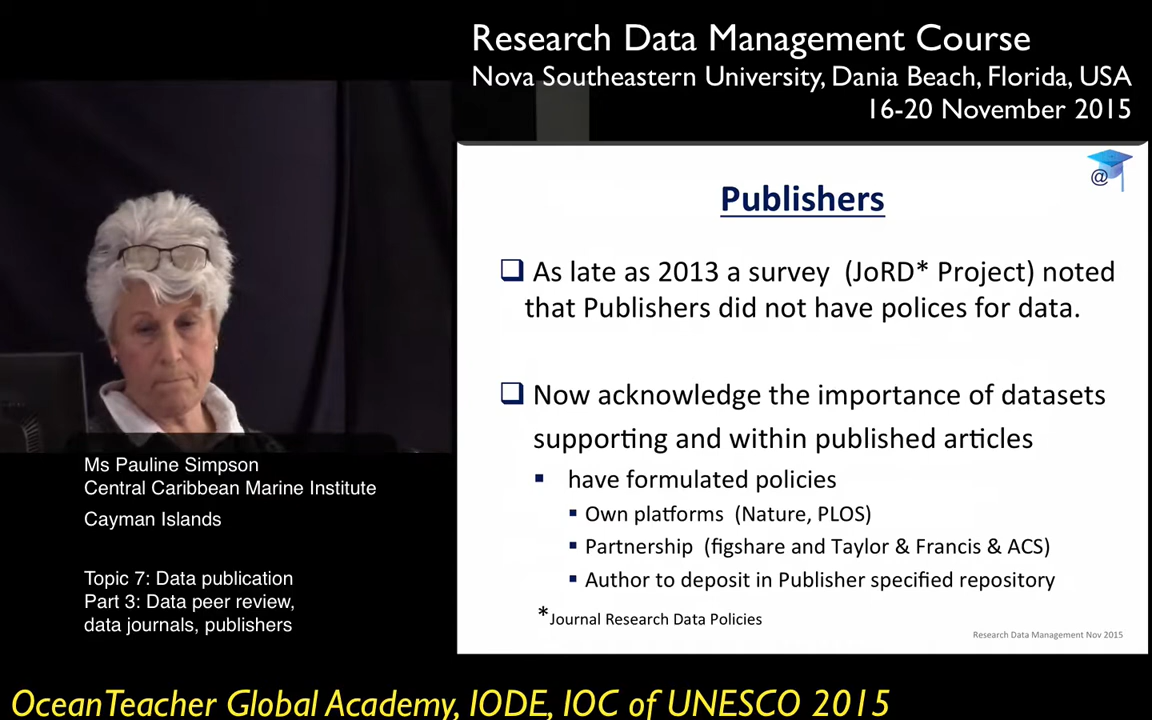 Research Data Management Course
Nova Southeastern University, Dania Beach, Florida, USA
16-20 November 2015
@
Publishers
As late as 2013 a survey (JoRD* Project) noted
that Publishers did not have polices for data.
Now acknowledge the importance of datasets
supporting and within published articles
have formulated policies
Own platforms (Nature, PLOS)
Partnership (figshare and Taylor & Francis & ACS)
Author to deposit in Publisher specified repository
*Journal Research Data Policies
Research Data Management Nov 2015
Ms Pauline Simpson
Central Caribbean Marine Institute
Cayman Islands
Topic 7: Data publication
Part 3: Data peer review,
data journals, publishers
OceanTeacher Global Academy, IODE, IOC of UNESCO 2015